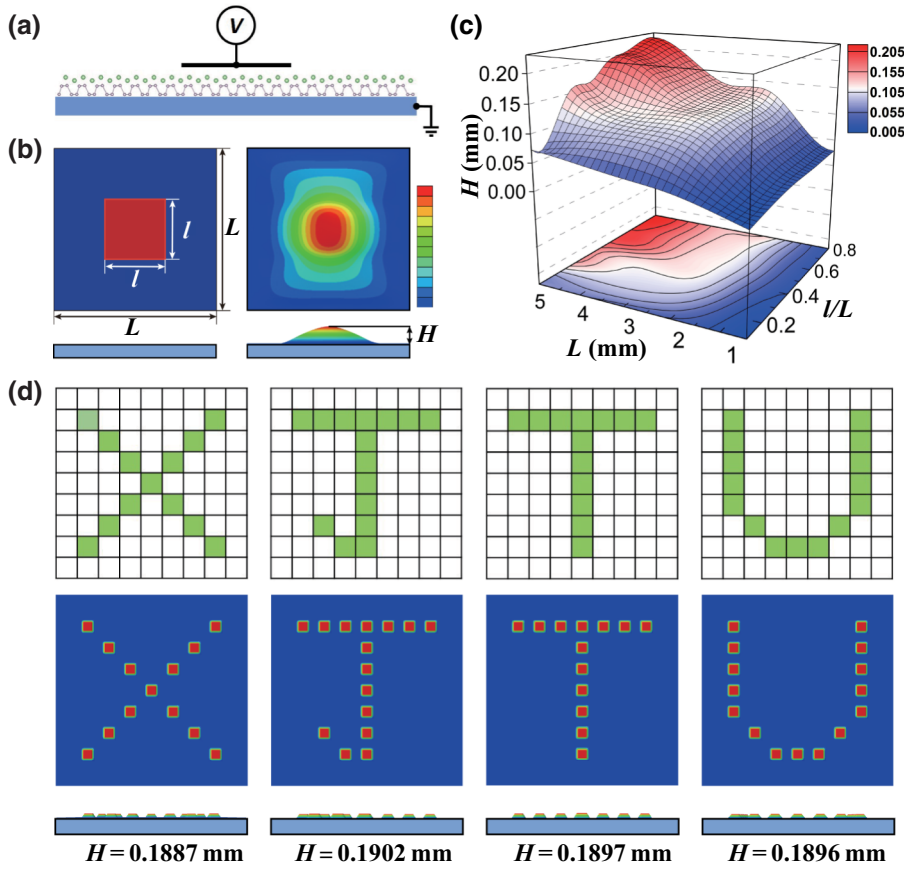 (a)
V
(b)
l
l
L
L
H
(c)
H (mm)
0.20
0.15
0.10
0.05
0.00
0.205
0.155
0.105
0.055
0.005
5
4
3
2
1
L (mm)
0.2
0.4
0.6
0.8
l/L
(d)
H = 0.1887 mm
H = 0.1902 mm
H = 0.1897 mm
H = 0.1896 mm